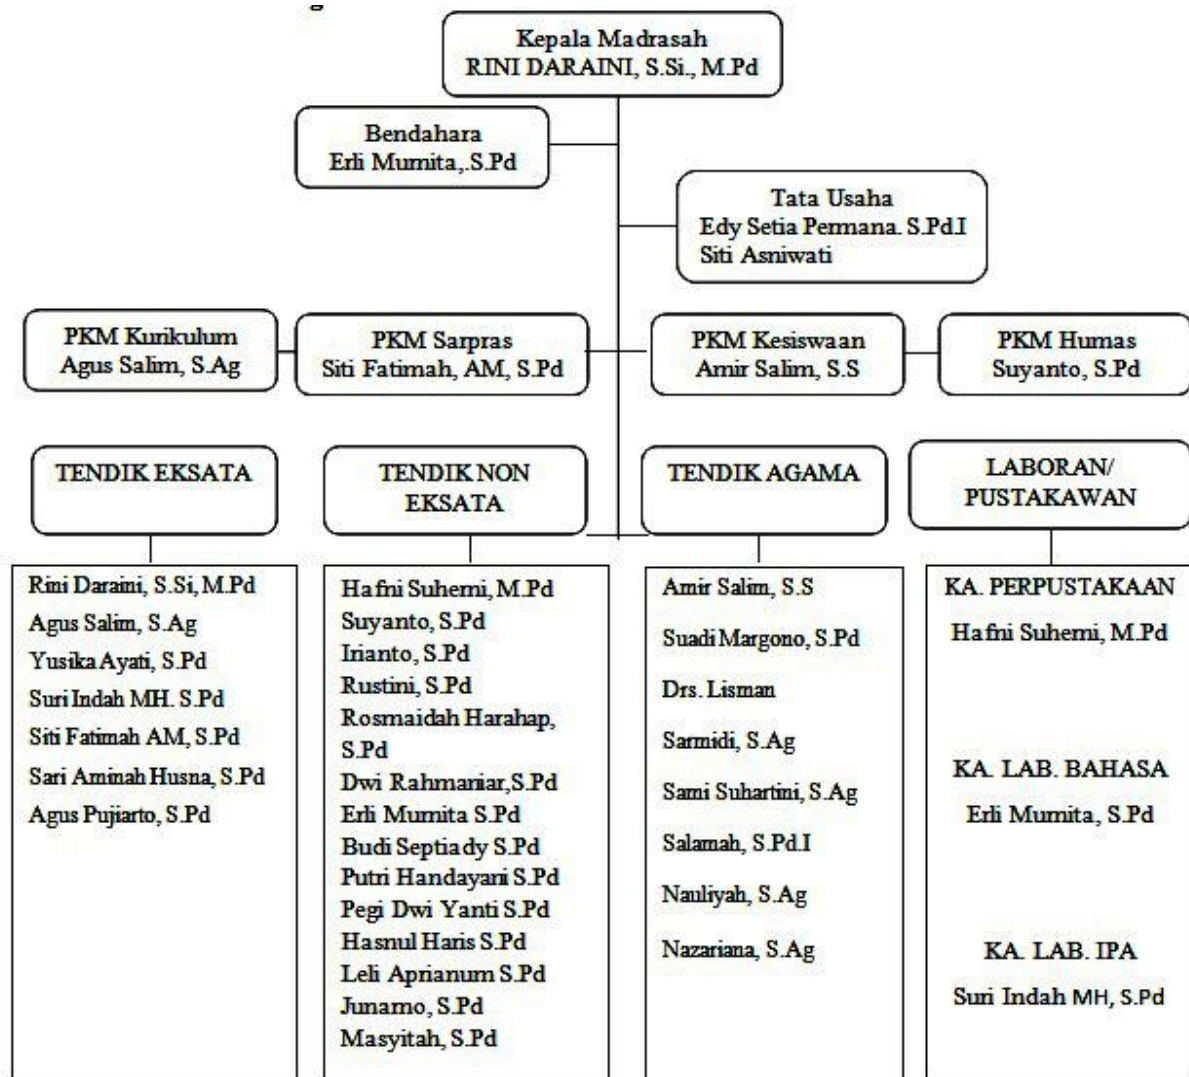 Kepala Madrasah
RINI DARAINI, S.Si., M.Pd
Bendahara
Erli Murnita,.S.Pd
Tata Usaha
Edy Setia Permana. S.Pd.I
Siti Asniwati
PKM Kurikulum
Agus Salim, S.Ag
PKM Sarpras
Siti Fatimah, AM, S.Pd
PKM Kesiswaan
Amir Salim, S.S
PKM Humas
Suyanto, S.Pd
TENDIK EKSATA
TENDIK NON
EKSATA
TENDIK AGAMA
LABORAN/
PUSTAKAWAN
Rini Daraini, S.Si, M.Pd
Agus Salim, S.Ag
Yusika Ayati, S.Pd
Suri Indah MH. S.Pd
Siti Fatimah AM, S.Pd
Sari Aminah Husna, S.Pd
Agus Pujiarto, S.Pd
Hafni Suherni, M.Pd
Suyanto, S.Pd
Irianto, S.Pd
Rustini, S.Pd
Rosmaidah Harahap,
S.Pd
Dwi Rahmaniar,S.Pd
Erli Murnita S.Pd
Budi Septiady S.Pd
Putri Handayani S.Pd
Pegi Dwi Yanti S.Pd
Hasnul Haris S.Pd
Leli Aprianum S.Pd
Junarno, S.Pd
Masyitah, S.Pd
Amir Salim, S.S
Suadi Margono, S.Pd
Drs. Lisman
Sarmidi, S.Ag
Sami Suhartini, S.Ag
Salamah, S.Pd.I
Nauliyah, S.Ag
Nazariana, S.Ag
KA. PERPUSTAKAAN
Hafni Suherni, M.Pd
KA. LAB. BAHASA
Erli Murnita, S.Pd
KA. LAB. IPA
Suri Indah MH, S.Pd